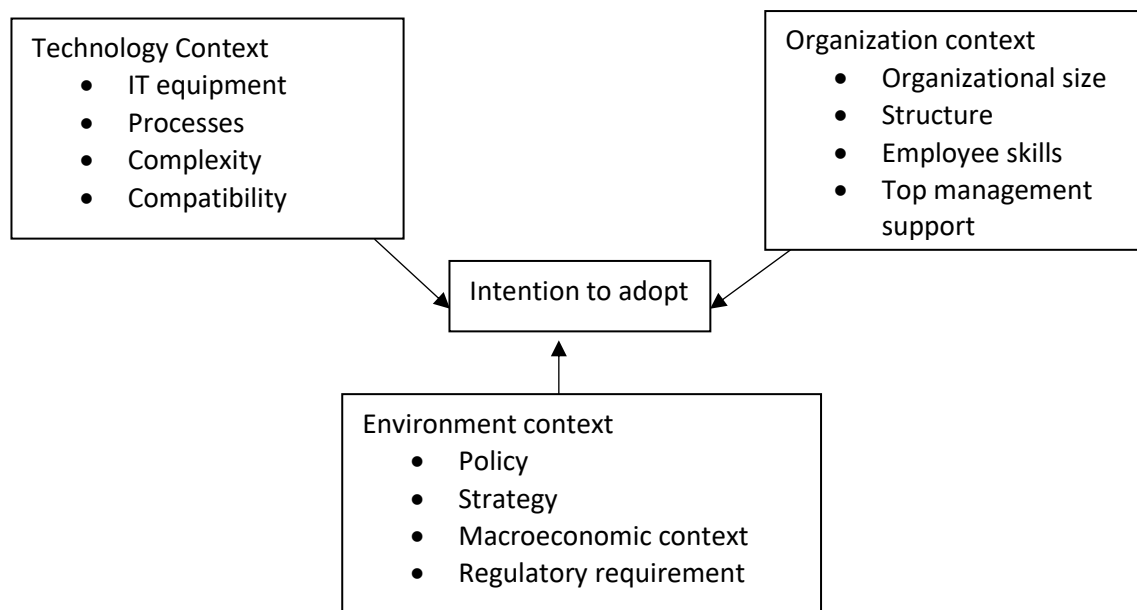 Technology Context
• IT equipment
• Processes
• Complexity
• Compatibility
Organization context
• Organizational size
• Structure
• Employee skills
• Top management
support
Intention to adopt
Environment context
• Policy
• Strategy
• Macroeconomic context
• Regulatory requirement